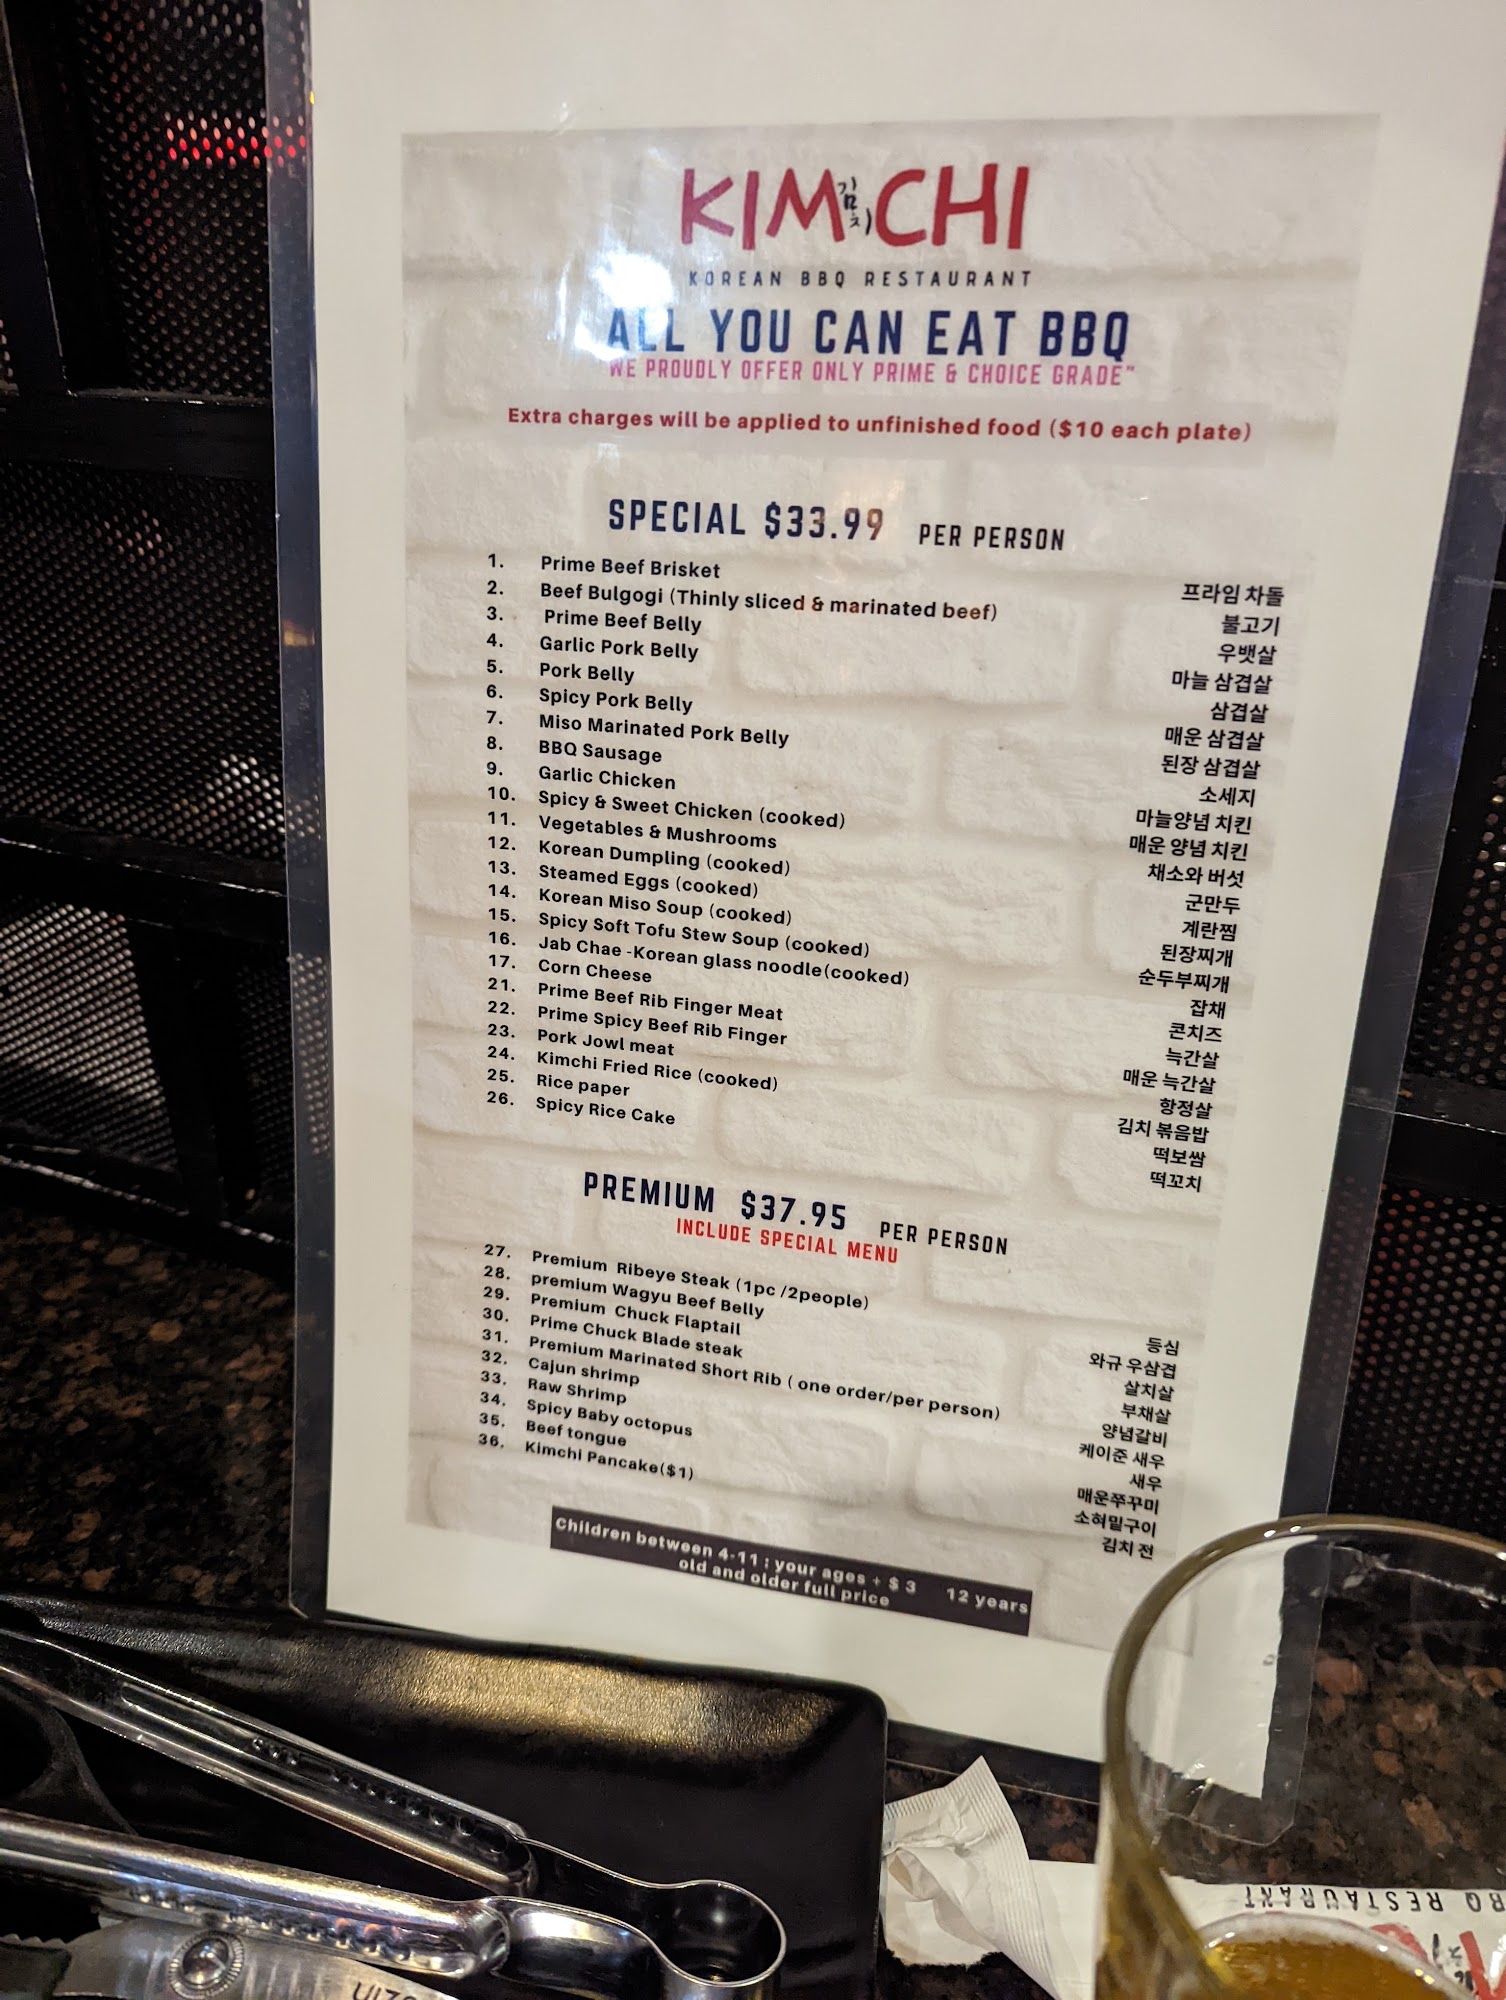 KIM김치CHI
KOREAN BBQ RESTAURANT
ALL YOU CAN EAT BBQ
"WE PROUDLY OFFER ONLY PRIME & CHOICE GRADE"
Extra charges will be applied to unfinished food ($10 each plate)
SPECIAL $33.99 PER PERSON
1. Prime Beef Brisket 프라임 차돌
2. Beef Bulgogi (Thinly sliced & marinated beef) 불고기
3. Prime Beef Belly 우뱃살
4. Garlic Pork Belly 마늘 삼겹살
5. Pork Belly 삼겹살
6. Spicy Pork Belly 매운 삼겹살
7. Miso Marinated Pork Belly 된장 삼겹살
8. BBQ Sausage 소세지
9. Garlic Chicken 마늘양념 치킨
10. Spicy & Sweet Chicken (cooked) 매운 양념 치킨
11. Vegetables & Mushrooms 채소와 버섯
12. Korean Dumpling (cooked) 군만두
13. Steamed Eggs (cooked) 계란찜
14. Korean Miso Soup (cooked) 된장찌개
15. Spicy Soft Tofu Stew Soup (cooked) 순두부찌개
16. Jab Chae -Korean glass noodle(cooked) 잡채
17. Corn Cheese 콘치즈
21. Prime Beef Rib Finger Meat 늑간살
22. Prime Spicy Beef Rib Finger 매운 늑간살
23. Pork Jowl meat 항정살
24. Kimchi Fried Rice (cooked) 김치 볶음밥
25. Rice paper 떡보쌈
26. Spicy Rice Cake 떡꼬치
PREMIUM $37.95 PER PERSON
INCLUDE SPECIAL MENU
27. Premium Ribeye Steak (1pc /2people) 등심
28. premium Wagyu Beef Belly 와규 우삼겹
29. Premium Chuck Flaptail 살치살
30. Prime Chuck Blade steak 부채살
31. Premium Marinated Short Rib ( one order/per person) 양념갈비
32. Cajun shrimp 케이준 새우
33. Raw Shrimp 새우
34. Spicy Baby octopus 매운쭈꾸미
35. Beef tongue 소혀밑구이
36. Kimchi Pancake($1) 김치 전
Children between 4-11 ; your ages + $ 3 12 years
old and older full price
BQ RESTAURANT